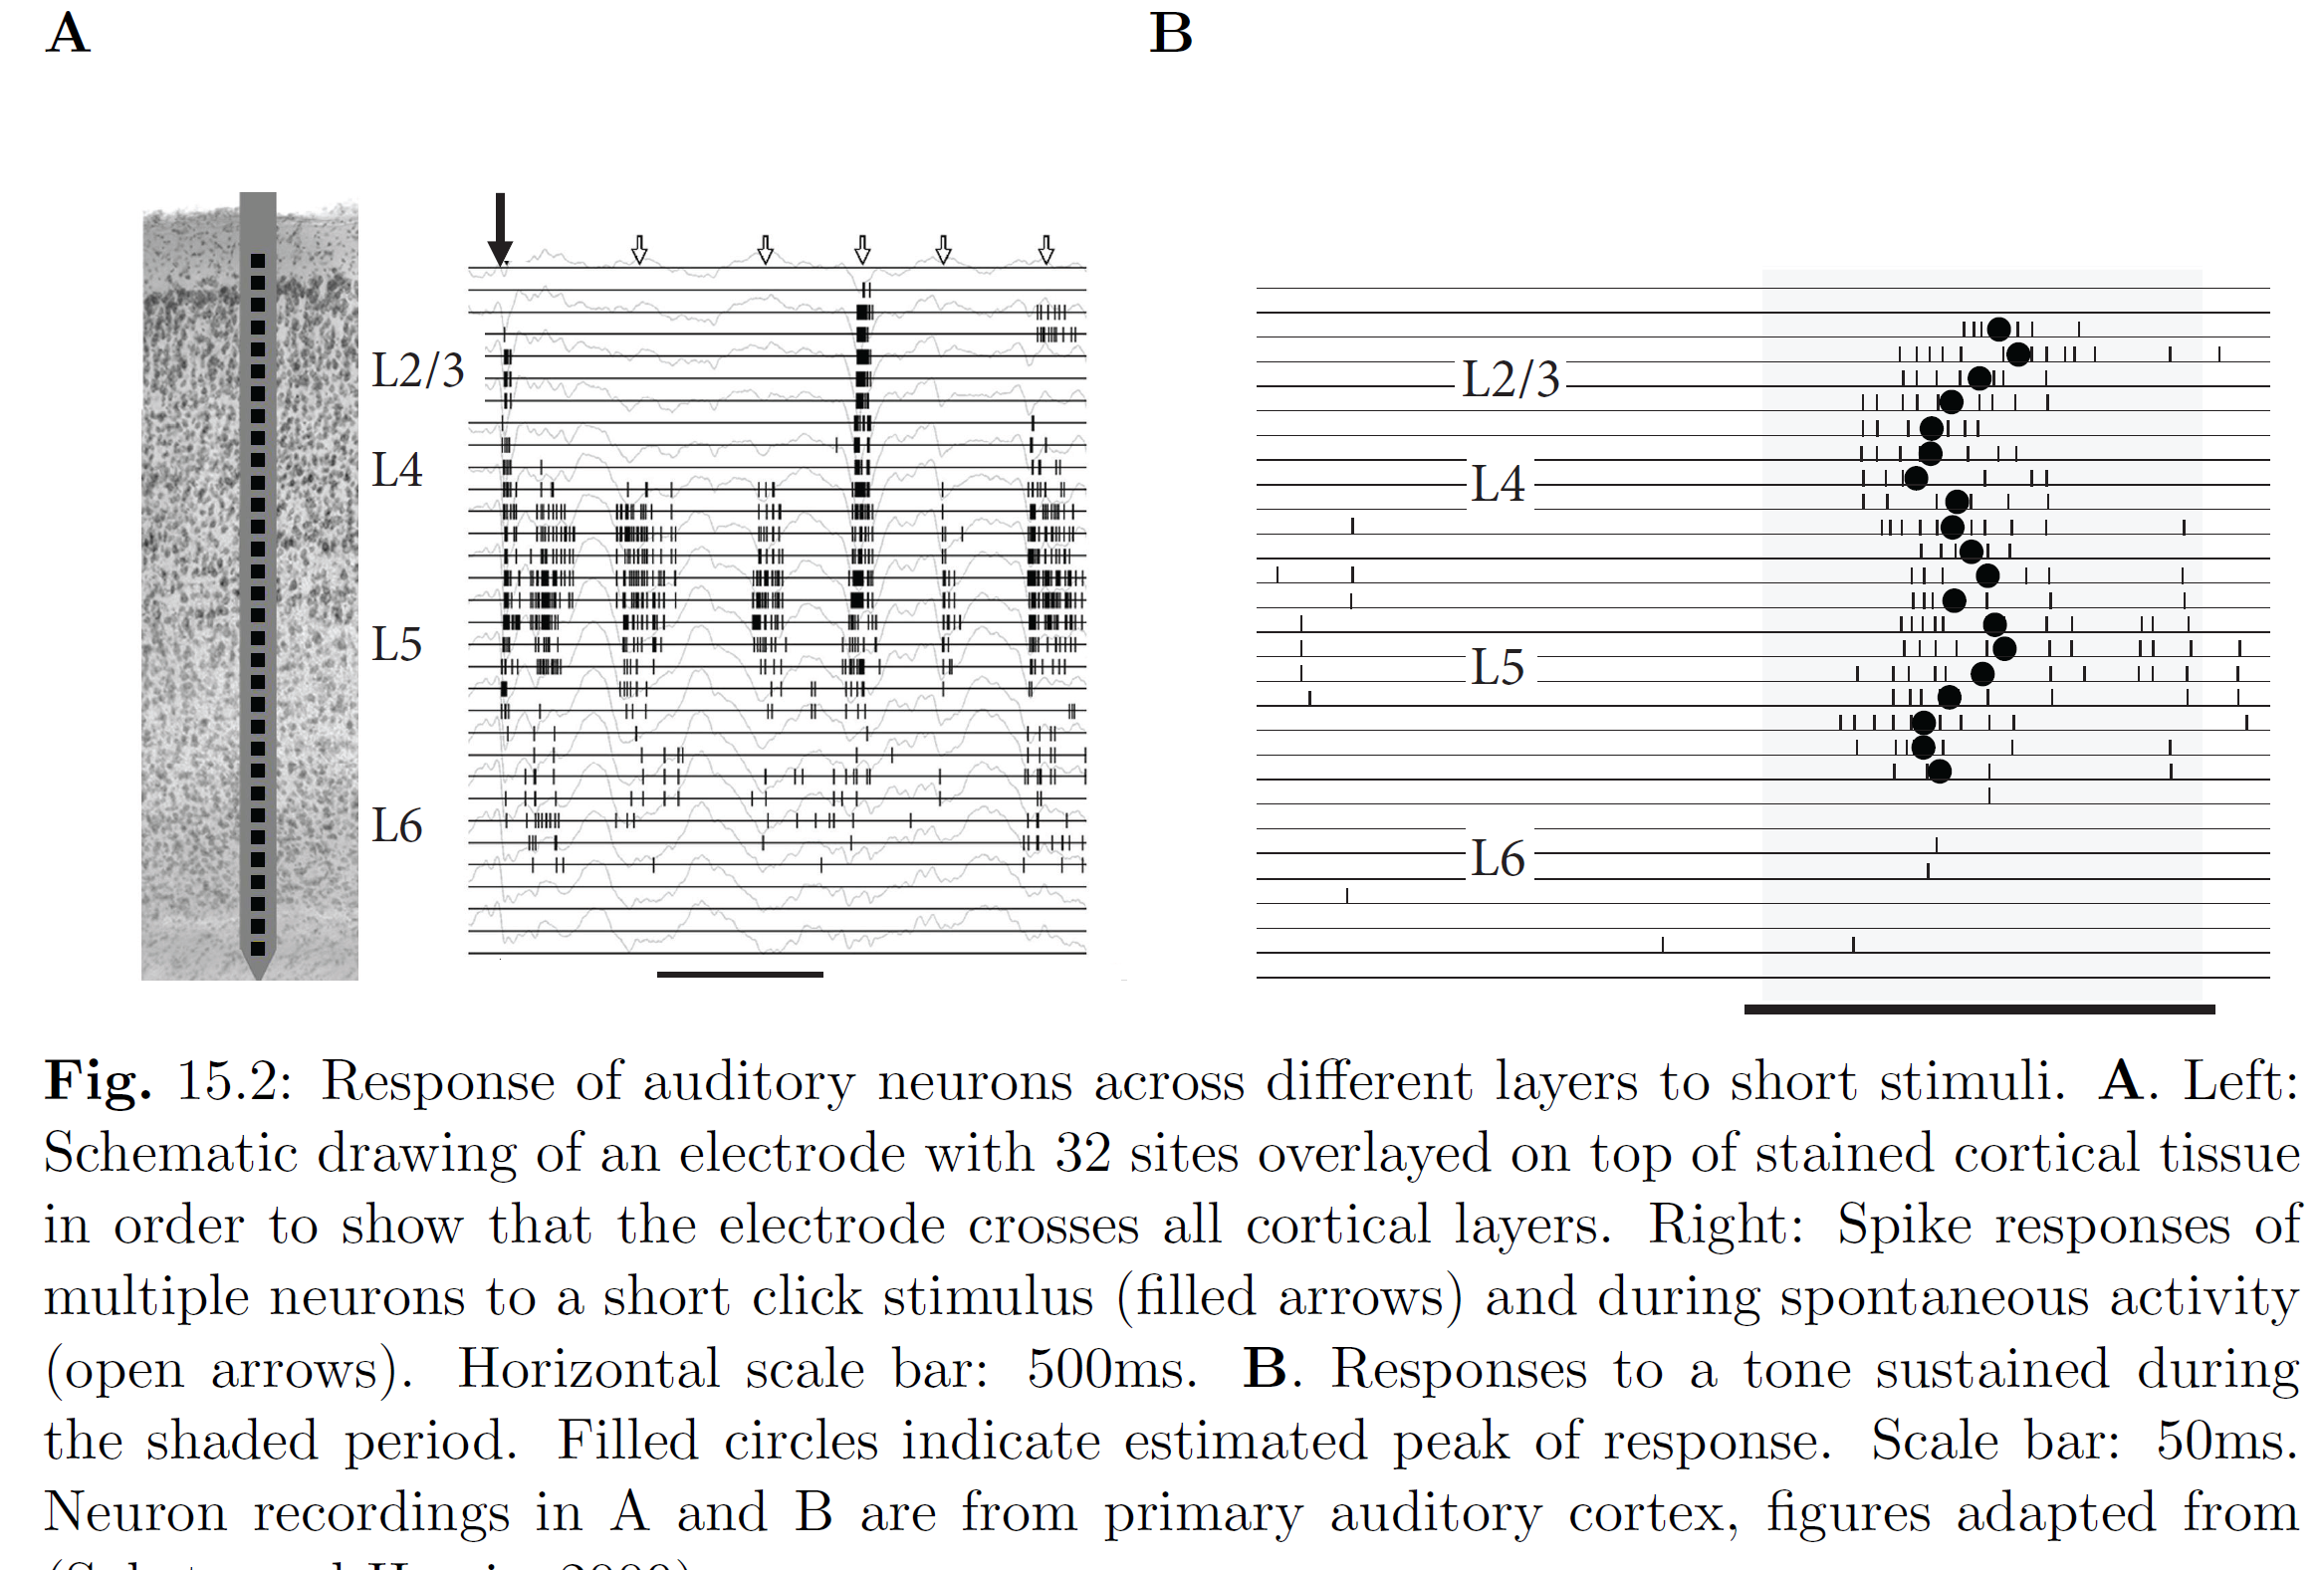 A
B
L2/3
L4
L5
L6
L2/3
L4
L5
L6
Fig. 15.2: Response of auditory neurons across different layers to short stimuli. A. Left:
Schematic drawing of an electrode with 32 sites overlayed on top of stained cortical tissue
in order to show that the electrode crosses all cortical layers. Right: Spike responses of
multiple neurons to a short click stimulus (filled arrows) and during spontaneous activity
(open arrows). Horizontal scale bar: 500ms. B. Responses to a tone sustained during
the shaded period. Filled circles indicate estimated peak of response. Scale bar: 50ms.
Neuron recordings in A and B are from primary auditory cortex, figures adapted from